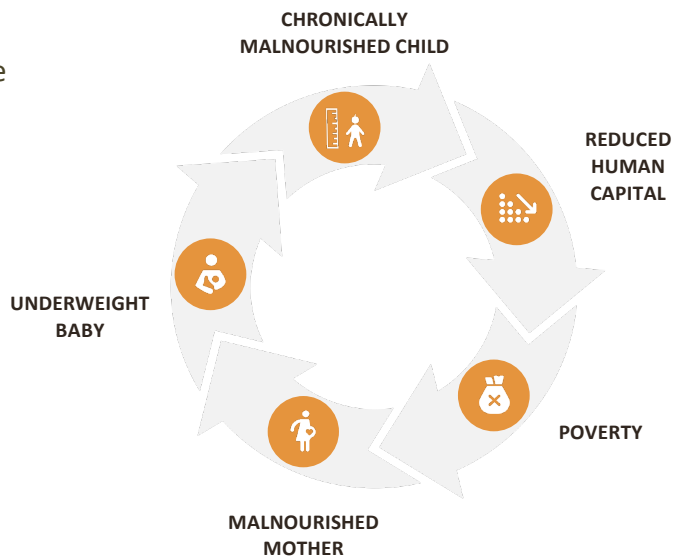 CHRONICALLY
MALNOURISHED CHILD
e
REDUCED
HUMAN
CAPITAL
UNDERWEIGHT
BABY
POVERTY
MALNOURISHED
MOTHER